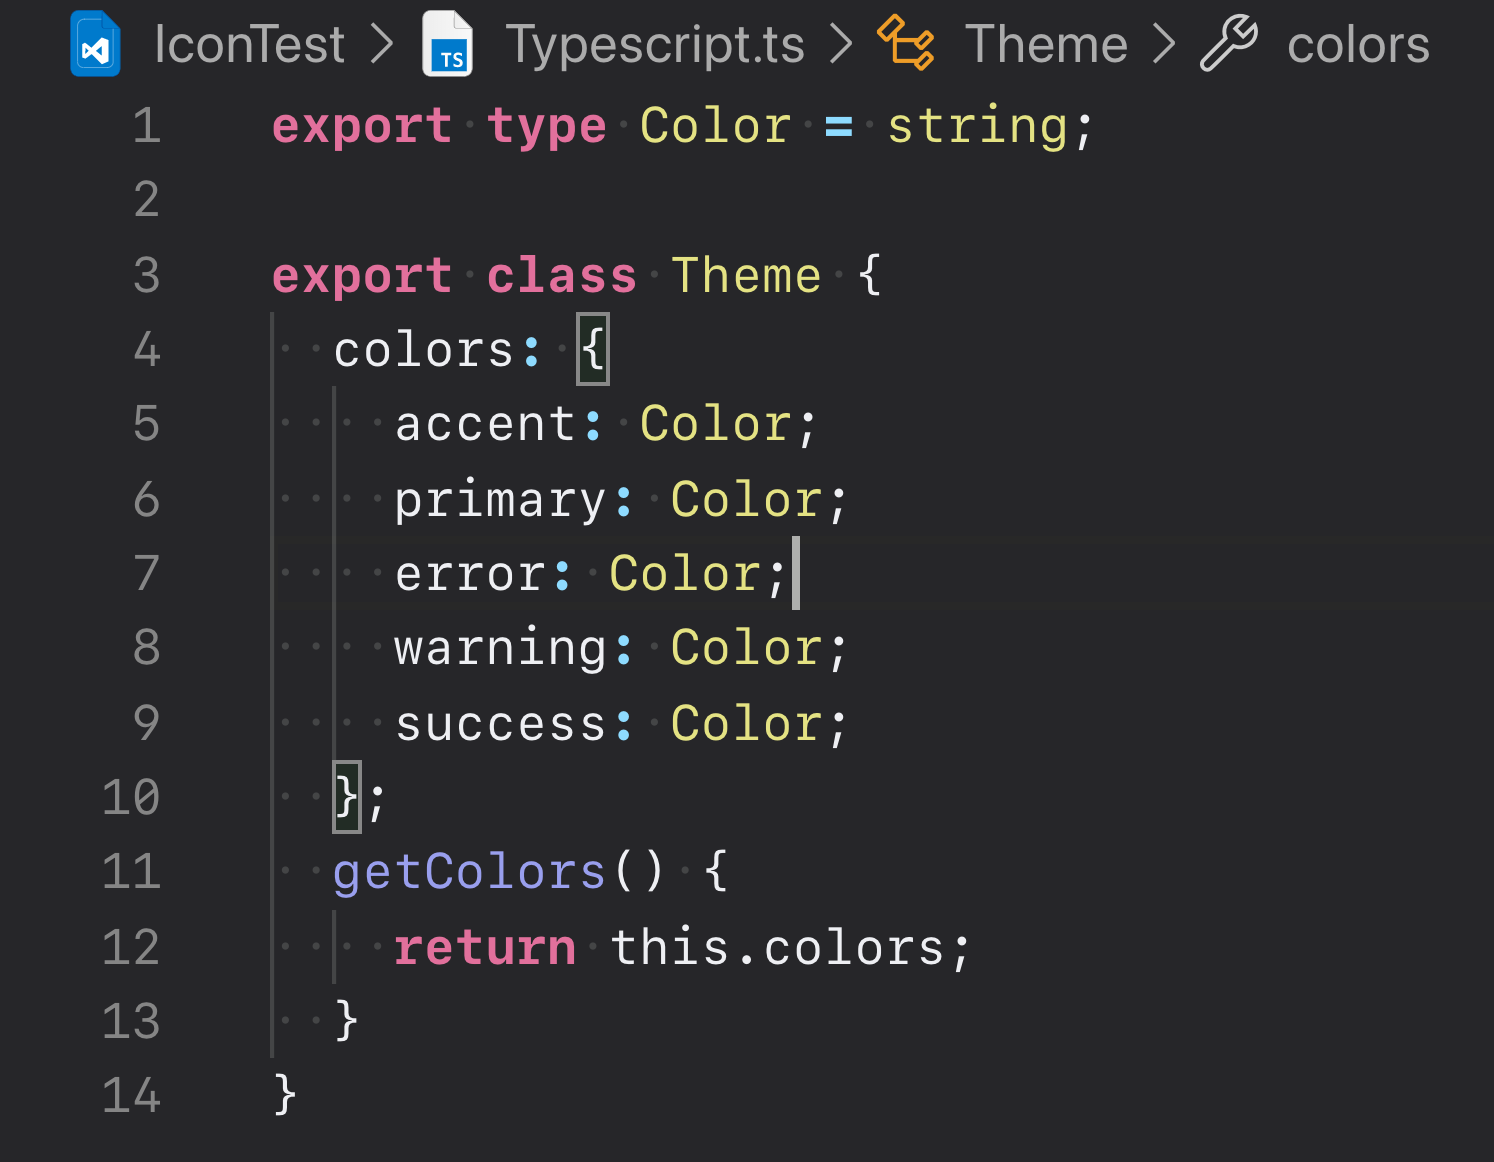 IconTest > TS Typescript.ts > Theme > colors
1 export type Color = string;
2
3 export class Theme {
4   colors: {
5     accent: Color;
6     primary: Color;
7     error: Color;
8     warning: Color;
9     success: Color;
10   };
11   getColors() {
12     return this.colors;
13   }
14 }